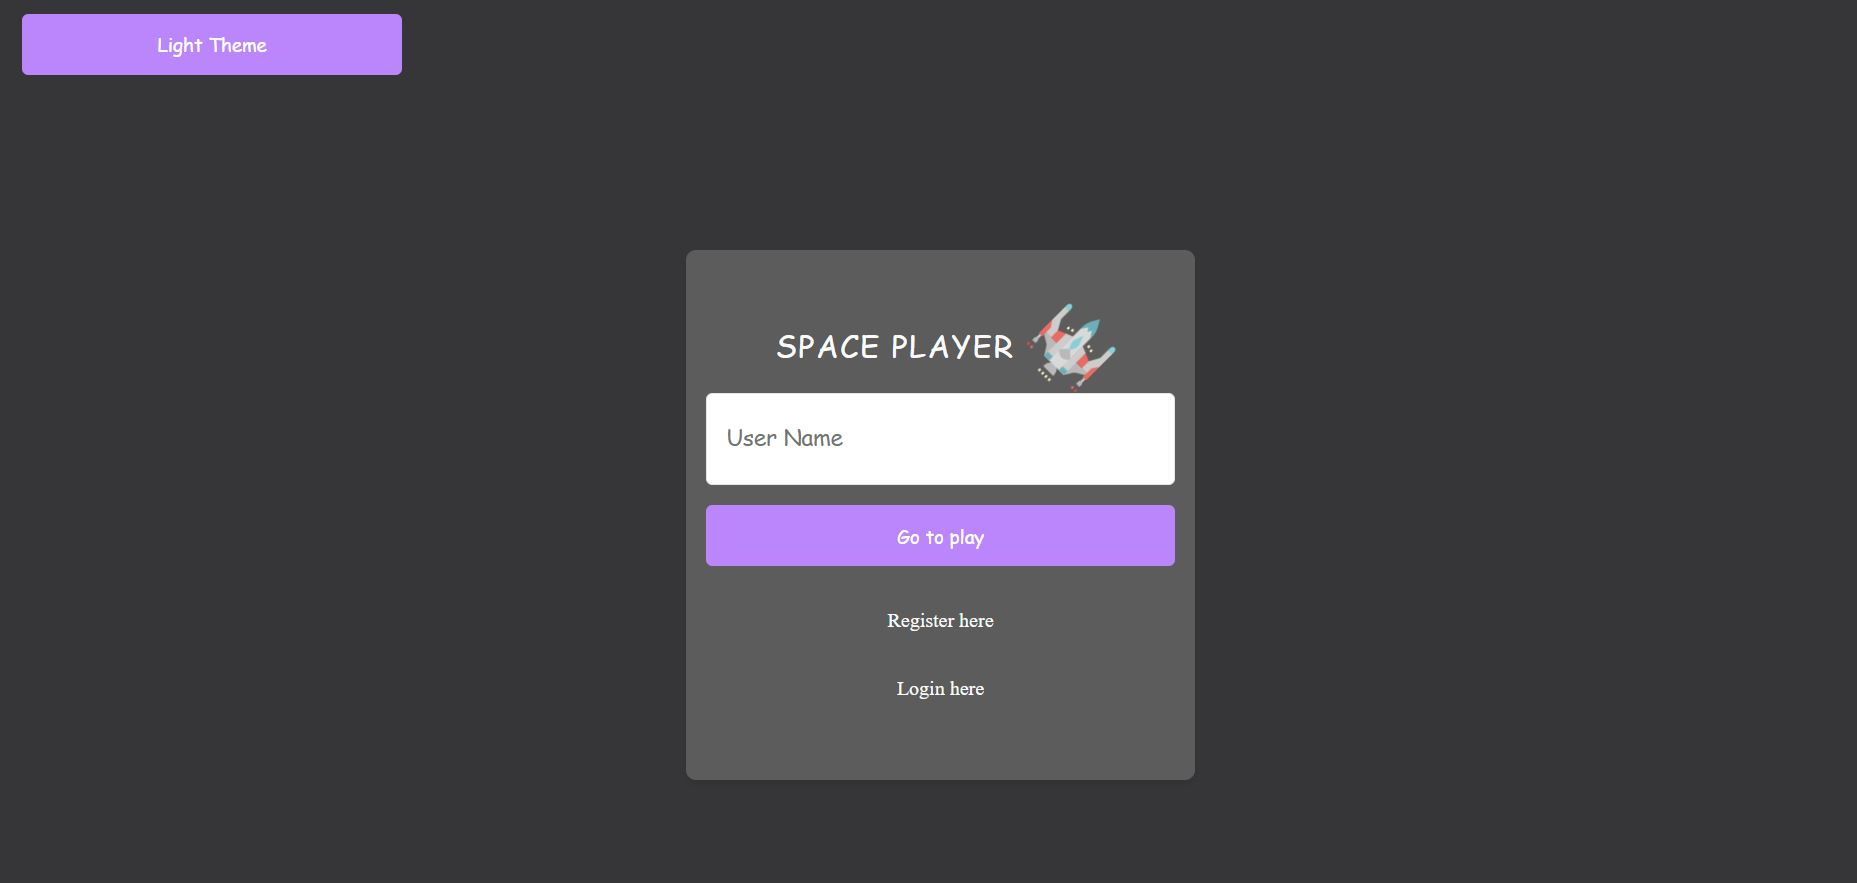 Light Theme
SPACE PLAYER
User Name
Go to play
Register here
Login here